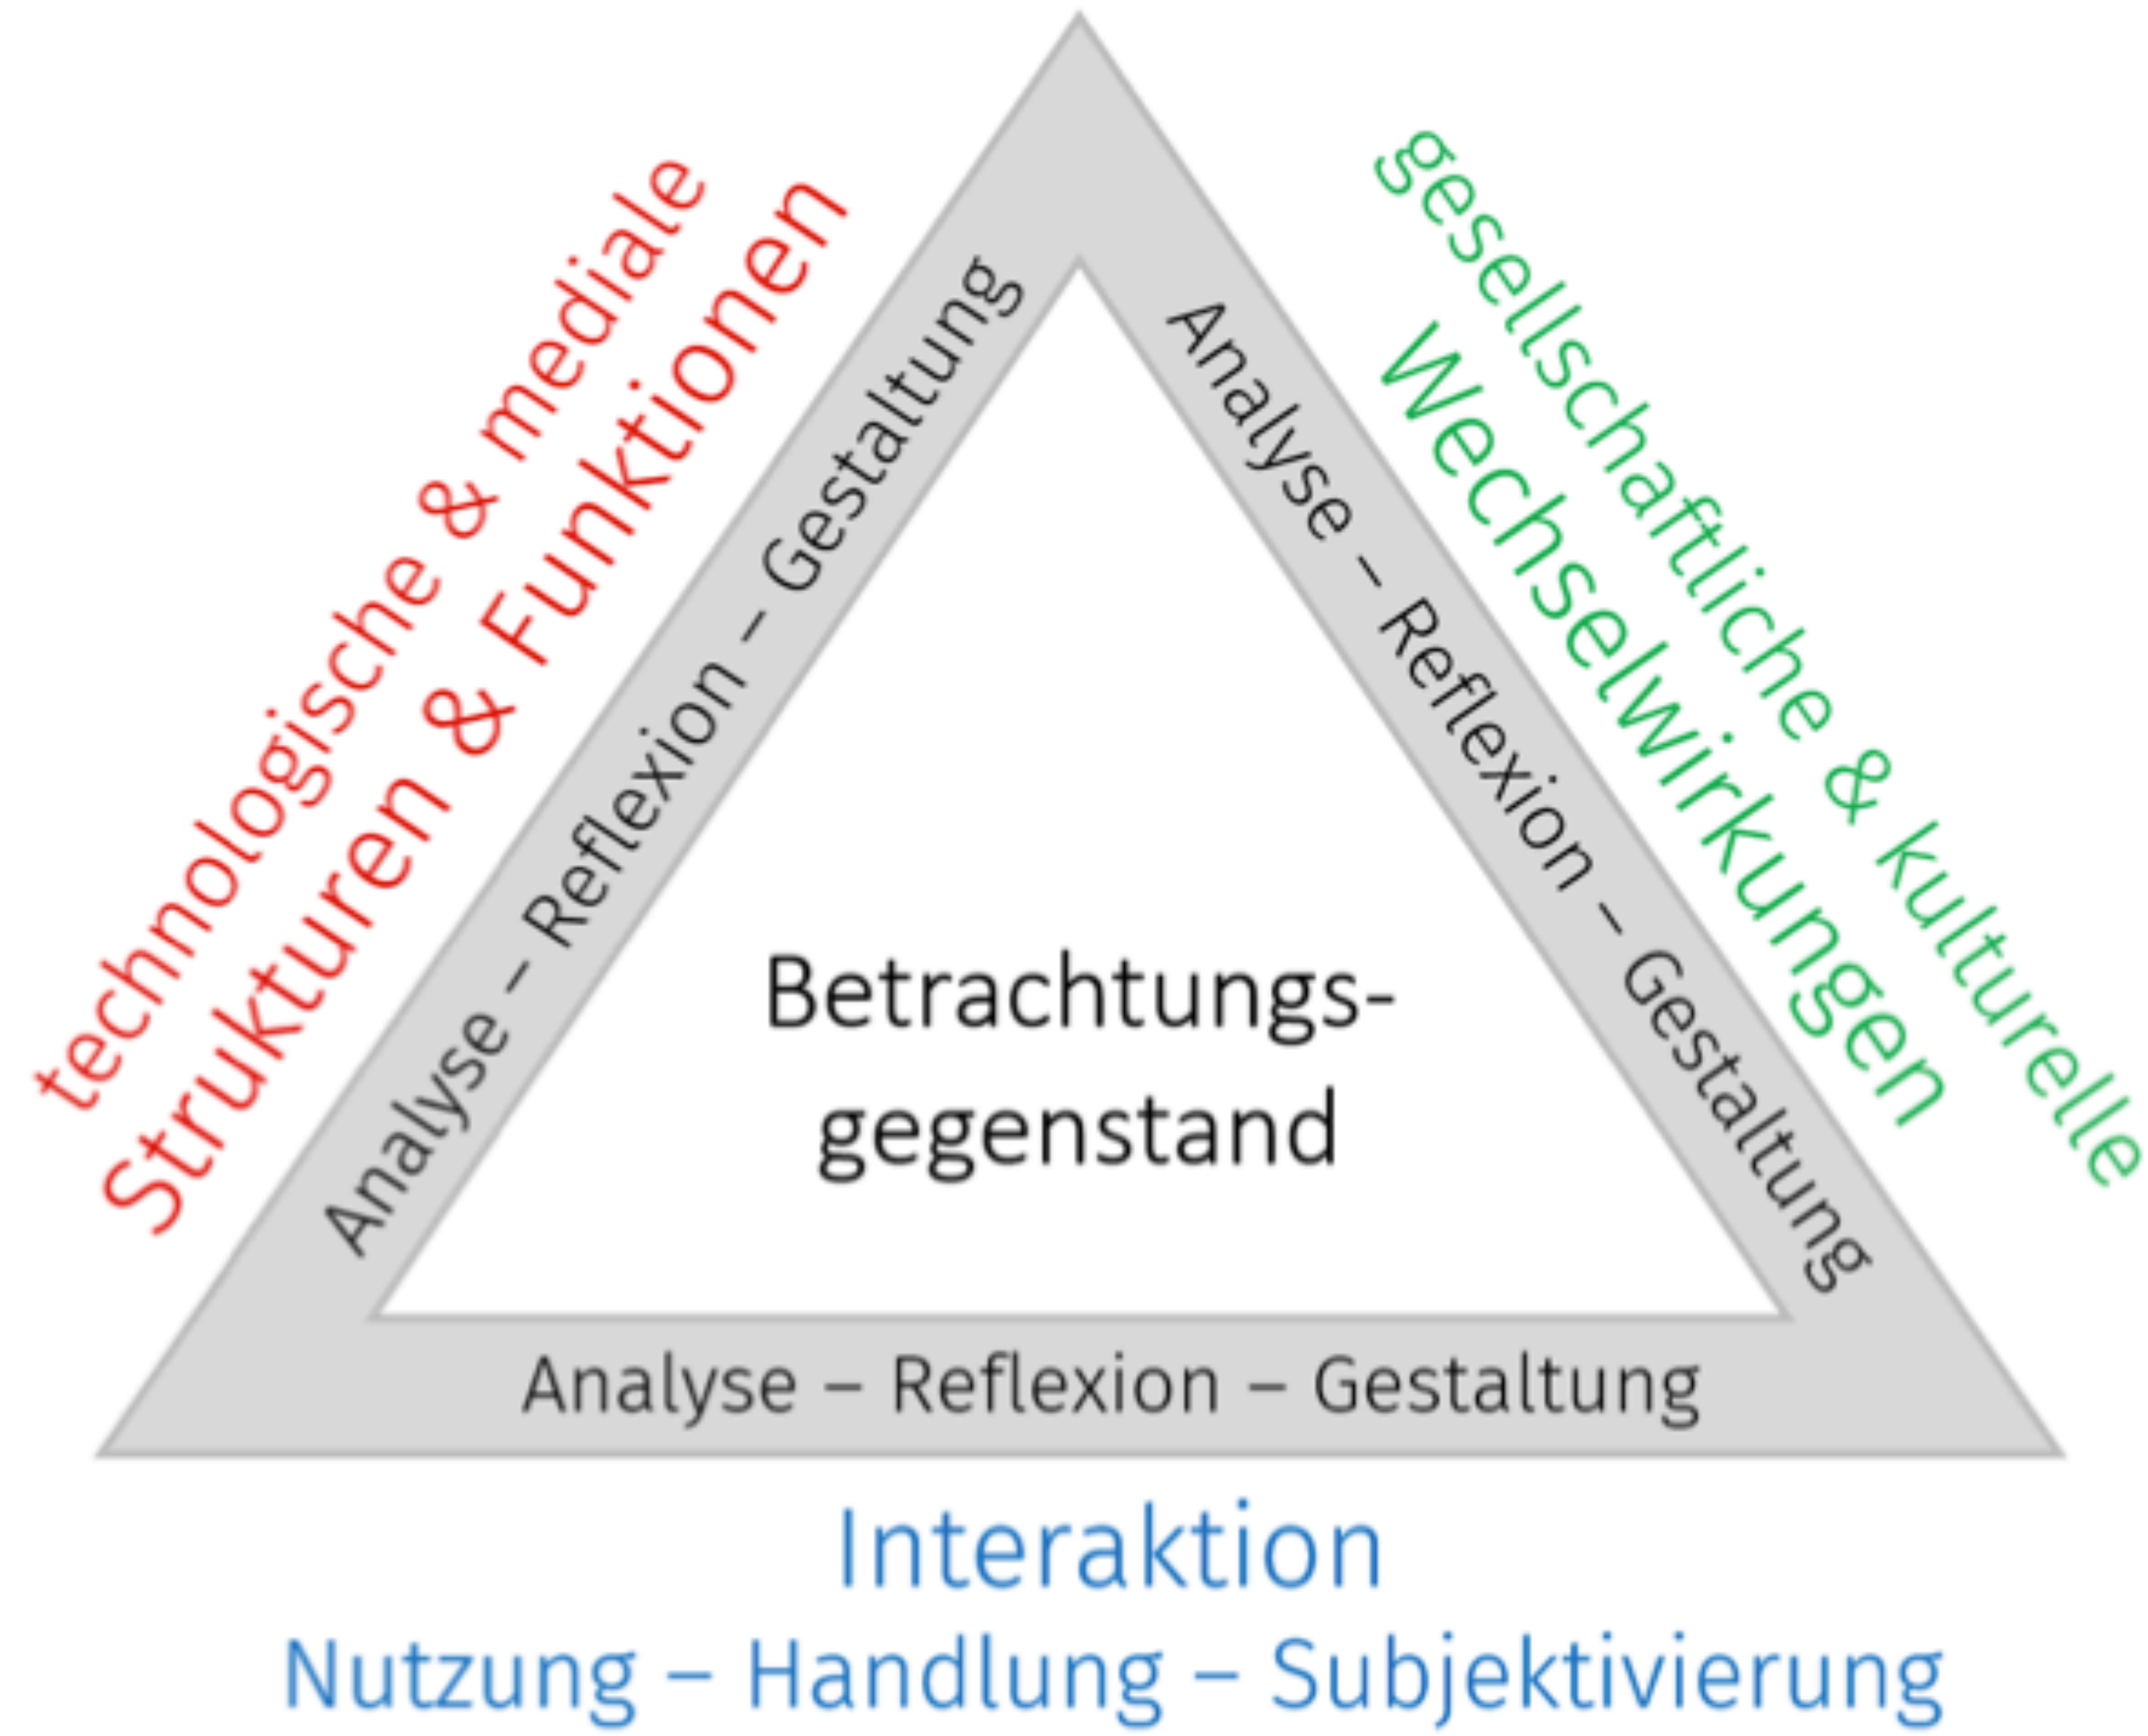 technologische & mediale
Strukturen & Funktionen
Analyse – Reflexion – Gestaltung
gesellschaftliche & kulturelle
Wechselwirkungen
Analyse – Reflexion – Gestaltung
Betrachtungs-
gegenstand
Analyse – Reflexion – Gestaltung
Interaktion
Nutzung – Handlung – Subjektivierung